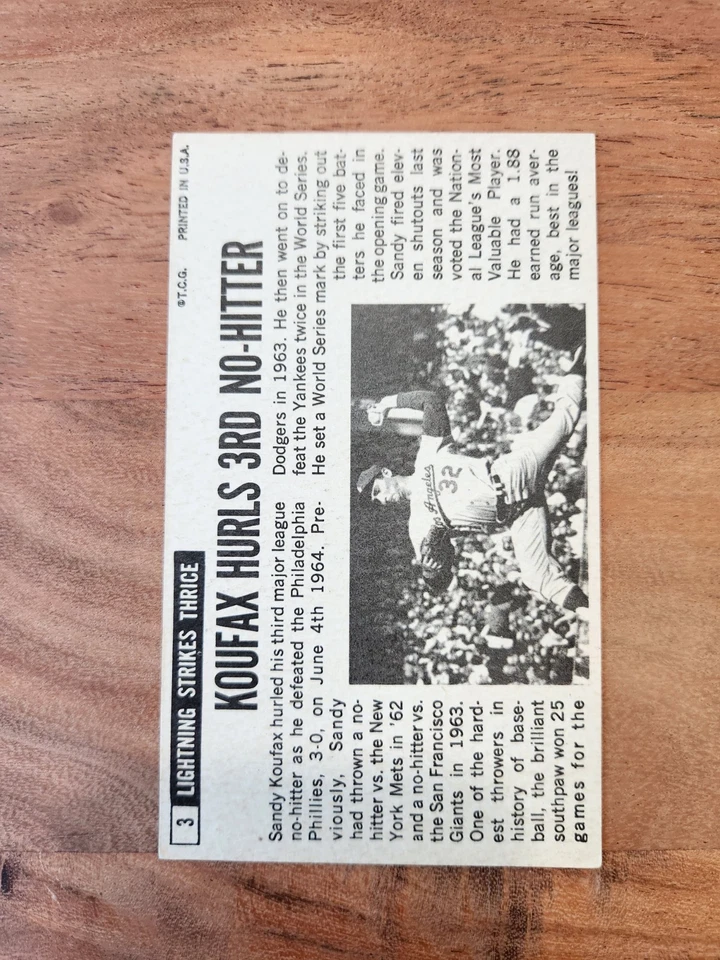 3 LIGHTNING STRIKES THRICE
©T.C.G. PRINTED IN U.S.A.
KOUFAX HURLS 3RD NO-HITTER
Sandy Koufax hurled his third major league
no-hitter as he defeated the Philadelphia
Phillies, 3-0, on June 4th 1964. Pre-
viously, Sandy
had thrown a no-
hitter vs. the New
York Mets in '62
and a no-hitter vs.
the San Francisco
Giants in 1963.
One of the hard-
est throwers in
history of base-
ball, the brilliant
southpaw won 25
games for the
Dodgers in 1963. He then went on to de-
feat the Yankees twice in the World Series.
He set a World Series mark by striking out
the first five bat-
ters he faced in
the opening game.
Sandy fired elev-
en shutouts last
season and was
voted the Nation-
al League's Most
Valuable Player.
He had a 1.88
earned run aver-
age, best in the
major leagues!
Los Angeles
32